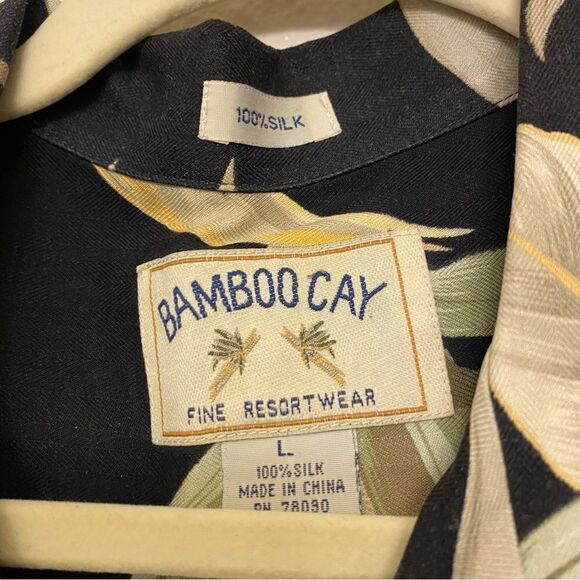 100% SILK
BAMBOO CAY
FINE RESORTWEAR
L
100% SILK
MADE IN CHINA
RN 78090